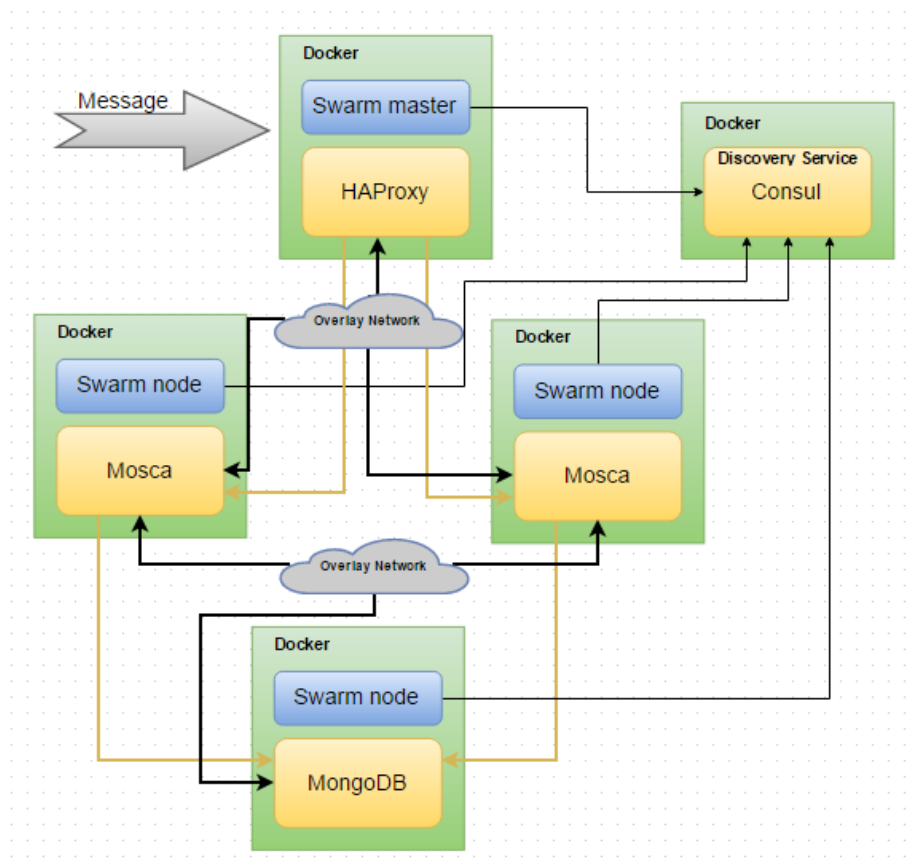 Docker
Message
Swarm master
HAProxy
Docker
Discovery Service
Consul
Overlay Network
Docker
Swarm node
Mosca
Docker
Swarm node
Mosca
Overlay Network
Docker
Swarm node
MongoDB